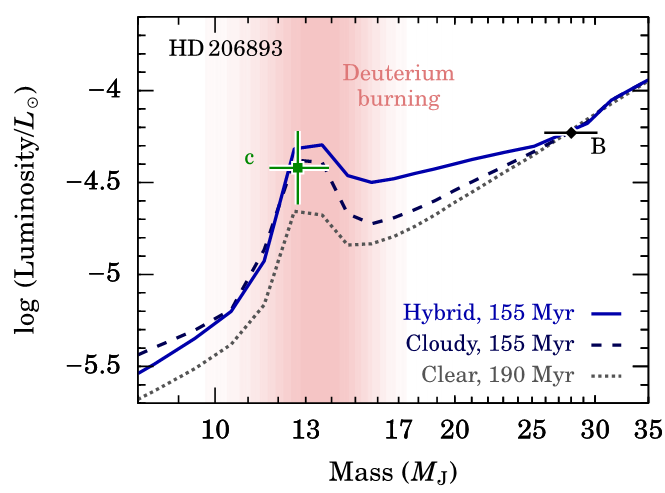 HD 206893
Deuterium
burning
c
B
log (Luminosity/L⊙)
−4
−4.5
−5
−5.5
Hybrid, 155 Myr
Cloudy, 155 Myr
Clear, 190 Myr
10 13 17 20 25 30 35
Mass (M_J)